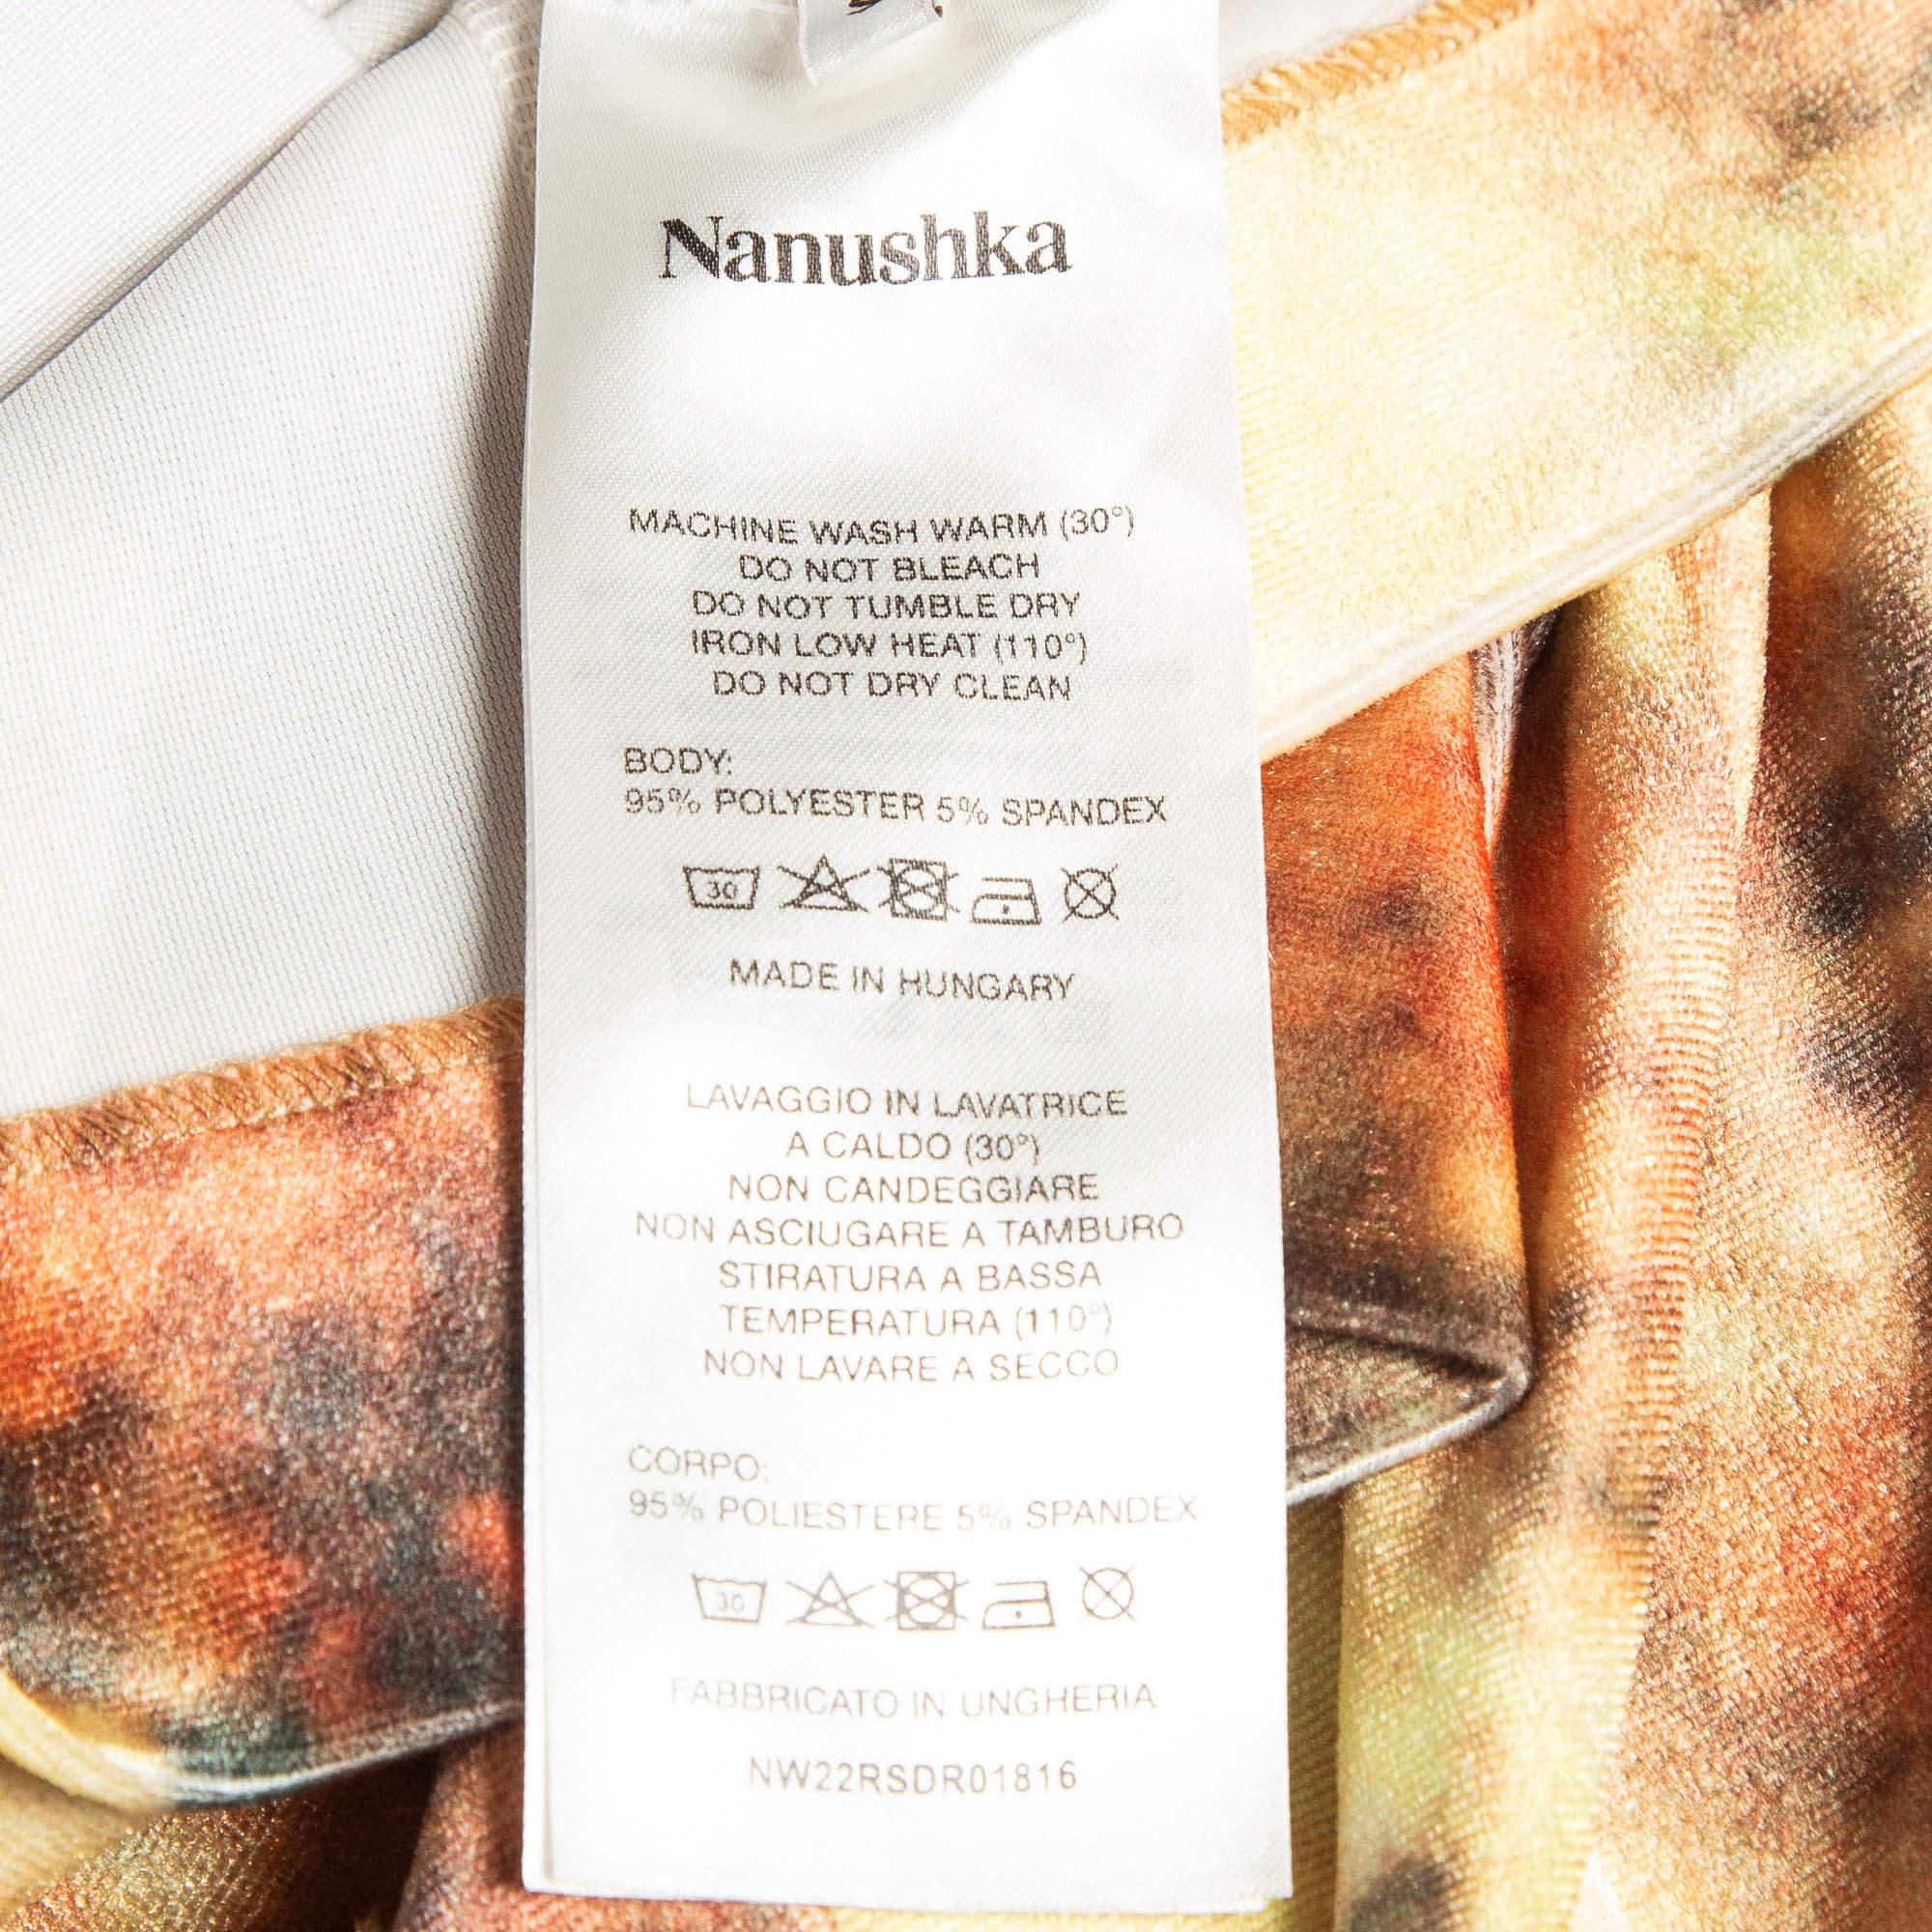 Nanushka
MACHINE WASH WARM (30°)
DO NOT BLEACH
DO NOT TUMBLE DRY
IRON LOW HEAT (110°)
DO NOT DRY CLEAN
BODY:
95% POLYESTER 5% SPANDEX
30
MADE IN HUNGARY
LAVAGGIO IN LAVATRICE
A CALDO (30°)
NON CANDEGGIARE
NON ASCIUGARE A TAMBURO
STIRATURA A BASSA
TEMPERATURA (110°)
NON LAVARE A SECCO
CORPO:
95% POLIESTERE 5% SPANDEX
30
FABBRICATO IN UNGHERIA
NW22RSDR01816